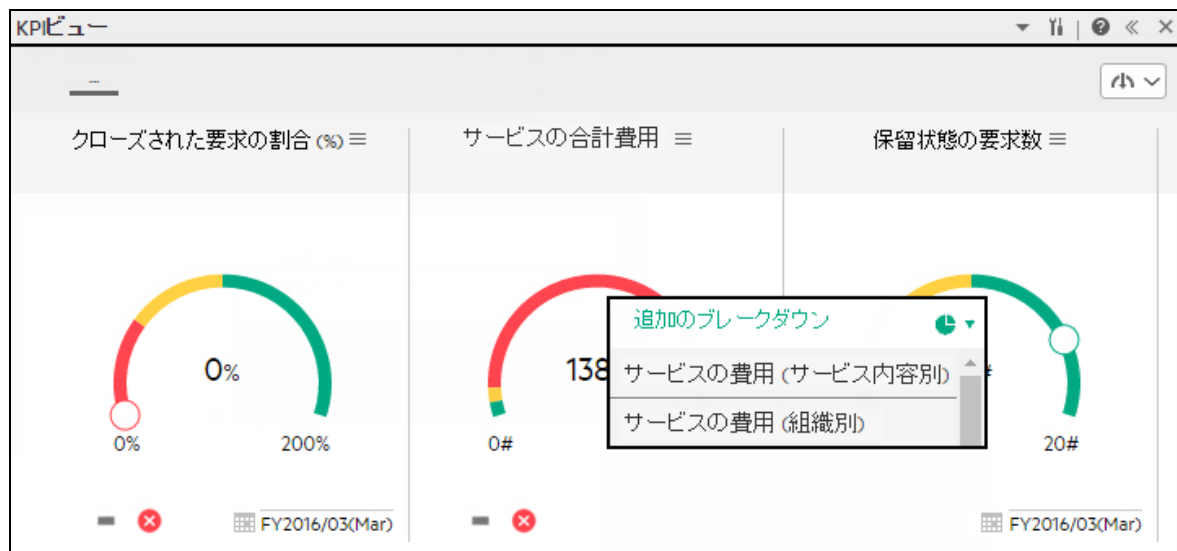 KPIビュー
...
クローズされた要求の割合 (%)
サービスの合計費用
保留状態の要求数
0%
0%
200%
FY2016/03(Mar)
138
0#
追加のブレークダウン
サービスの費用 (サービス内容別)
サービスの費用 (組織別)
#
20#
FY2016/03(Mar)